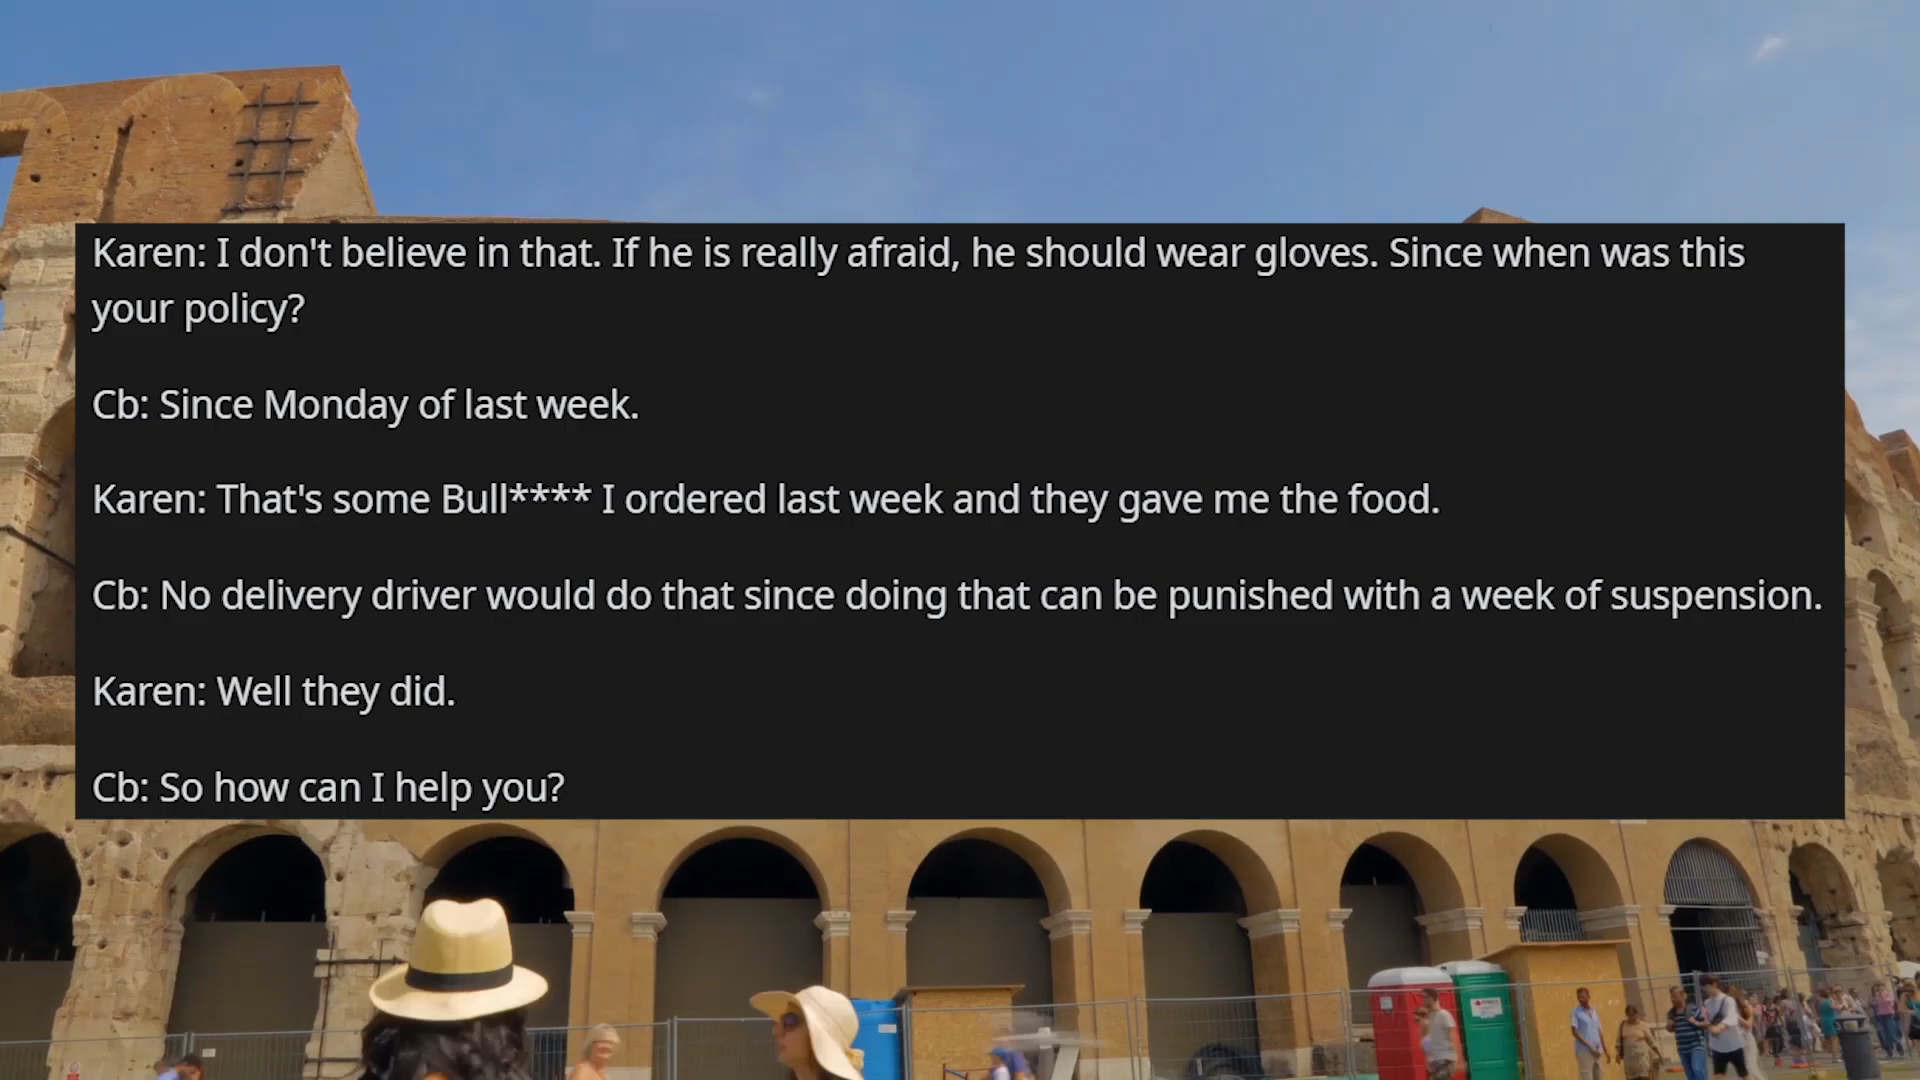 Karen: I don't believe in that. If he is really afraid, he should wear gloves. Since when was this
your policy?
Cb: Since Monday of last week.
Karen: That's some Bull**** I ordered last week and they gave me the food.
Cb: No delivery driver would do that since doing that can be punished with a week of suspension.
Karen: Well they did.
Cb: So how can I help you?